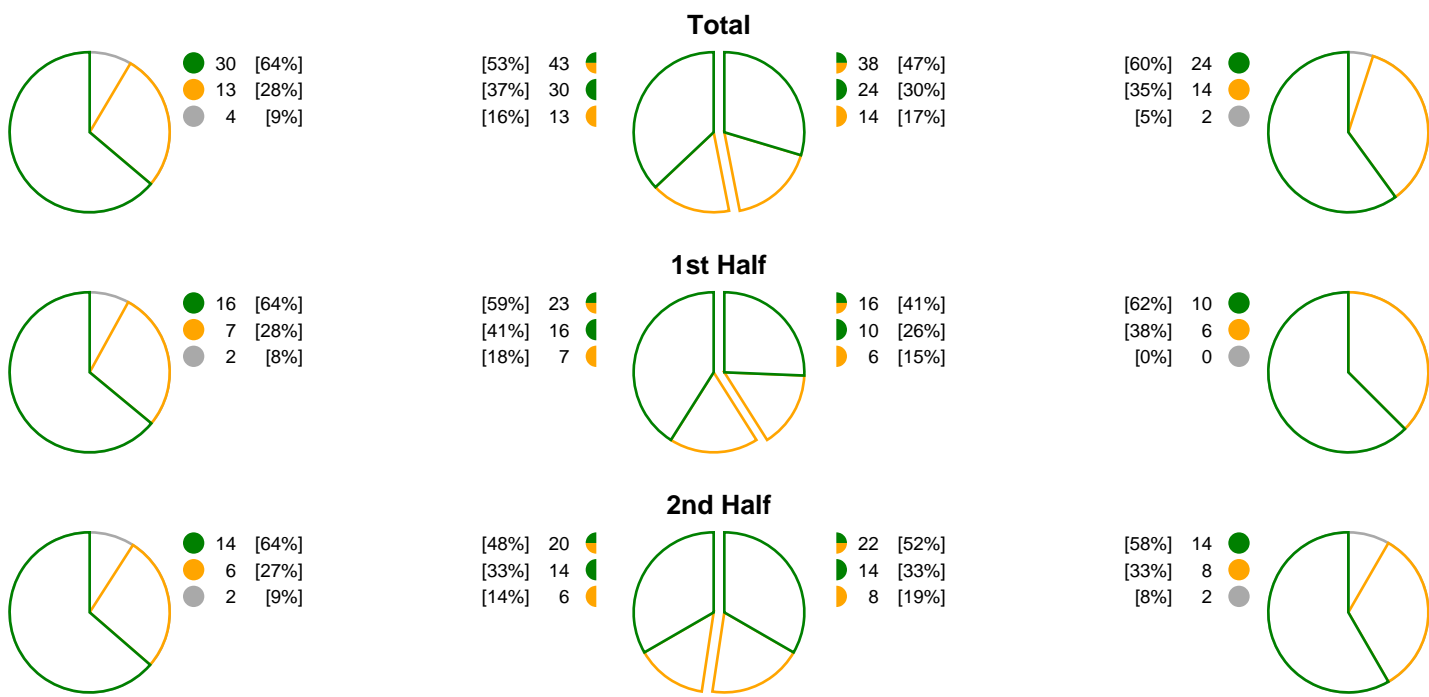 Total
30 [64%] [53%] 43 38 [47%] [60%] 24
13 [28%] [37%] 30 24 [30%] [35%] 14
4 [9%] [16%] 13 14 [17%] [5%] 2
1st Half
16 [64%] [59%] 23 16 [41%] [62%] 10
7 [28%] [41%] 16 10 [26%] [38%] 6
2 [8%] [18%] 7 6 [15%] [0%] 0
2nd Half
14 [64%] [48%] 20 22 [52%] [58%] 14
6 [27%] [33%] 14 14 [33%] [33%] 8
2 [9%] [14%] 6 8 [19%] [8%] 2